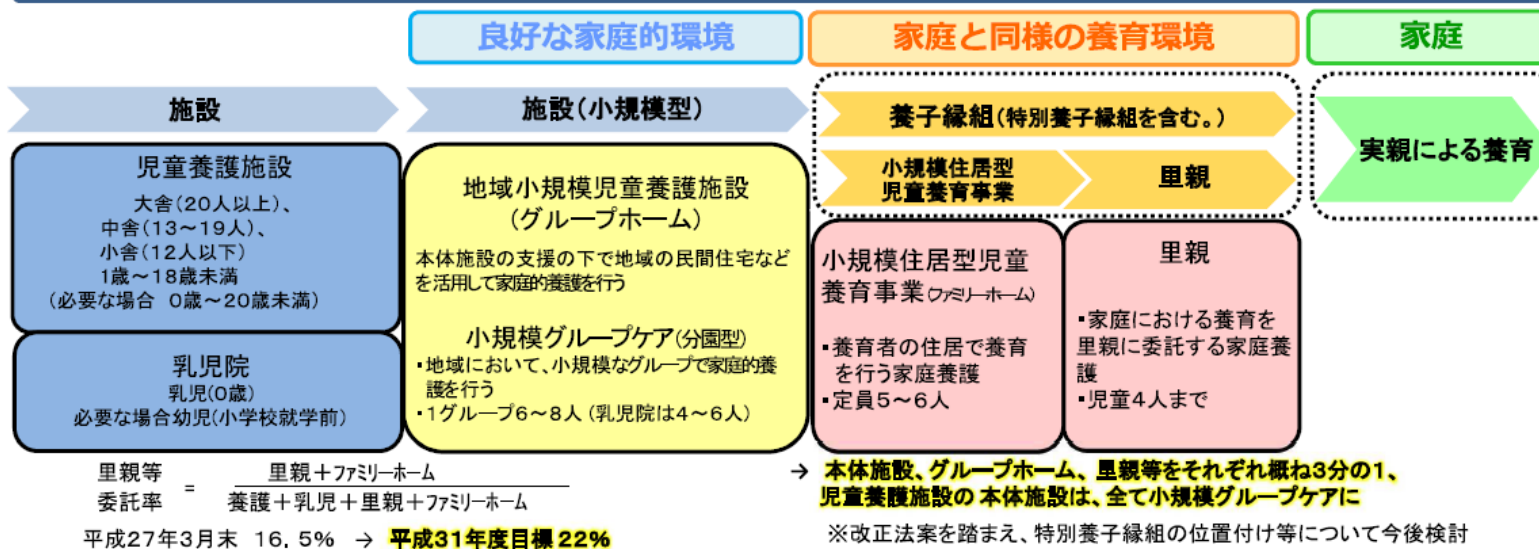 良好な家庭的環境
家庭と同様の養育環境
家庭
施設
施設(小規模型)
養子縁組(特別養子縁組を含む。)
小規模住居型
児童養育事業
里親
実親による養育
児童養護施設
大舎(20人以上)、
中舎(13~19人)、
小舎(12人以下)
1歳~18歳未満
(必要な場合 0歳~20歳未満)
乳児院
乳児(0歳)
必要な場合幼児(小学校就学前)
地域小規模児童養護施設
(グループホーム)
本体施設の支援の下で地域の民間住宅など
を活用して家庭的養護を行う
小規模グループケア(分園型)
・地域において、小規模なグループで家庭的養
護を行う
・1グループ6~8人 (乳児院は4~6人)
小規模住居型児童
養育事業(ファミリーホーム)
・養育者の住居で養育
を行う家庭養護
・定員5~6人
里親
・家庭における養育を
里親に委託する家庭養
護
・児童4人まで
里親等
委託率
=
里親+ファミリーホーム
養護+乳児+里親+ファミリーホーム
平成27年3月末 16.5% → 平成31年度目標 22%
→ 本体施設、グループホーム、里親等をそれぞれ概ね3分の1、
児童養護施設の本体施設は、全て小規模グループケアに
※改正法案を踏まえ、特別養子縁組の位置付け等について今後検討